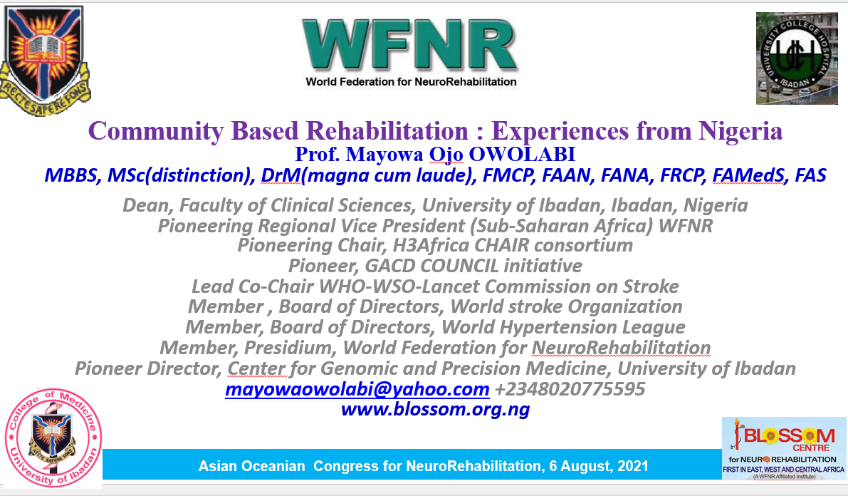 RECTE SAPERE FONS
WFNR
World Federation for NeuroRehabilitation
UNIVERSITY COLLEGE HOSPITAL
UCH
IBADAN
Community Based Rehabilitation : Experiences from Nigeria
Prof. Mayowa Ojo OWOLABI
MBBS, MSc(distinction), DrM(magna cum laude), FMCP, FAAN, FANA, FRCP, FAMedS, FAS
Dean, Faculty of Clinical Sciences, University of Ibadan, Ibadan, Nigeria
Pioneering Regional Vice President (Sub-Saharan Africa) WFNR
Pioneering Chair, H3Africa CHAIR consortium
Pioneer, GACD COUNCIL initiative
Lead Co-Chair WHO-WSO-Lancet Commission on Stroke
Member , Board of Directors, World stroke Organization
Member, Board of Directors, World Hypertension League
Member, Presidium, World Federation for NeuroRehabilitation
Pioneer Director, Center for Genomic and Precision Medicine, University of Ibadan
mayowaowolabi@yahoo.com +2348020775595
www.blossom.org.ng
College of Medicine
University of Ibadan
Asian Oceanian Congress for NeuroRehabilitation, 6 August, 2021
BLOSSOM
CENTRE
for NEUROREHABILITATION
FIRST IN EAST, WEST AND CENTRAL AFRICA
(A WFNR Affiliated Institute)